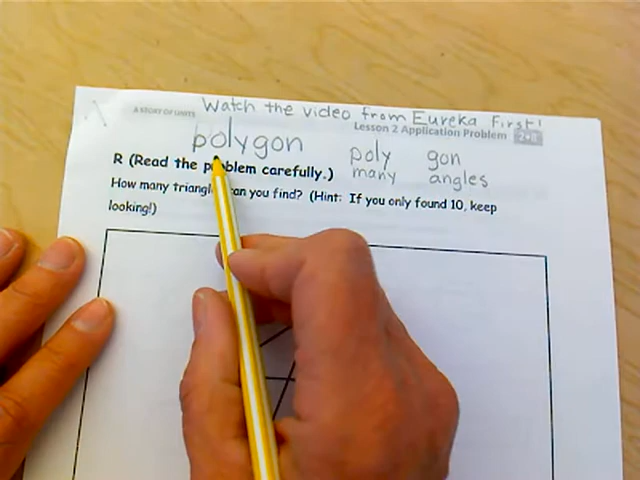 Watch the video from Eureka First!
A STORY OF UNITS
Lesson 2 Application Problem
polygon
poly gon
many angles
R (Read the problem carefully.)
How many triangles can you find? (Hint: If you only found 10, keep
looking!)